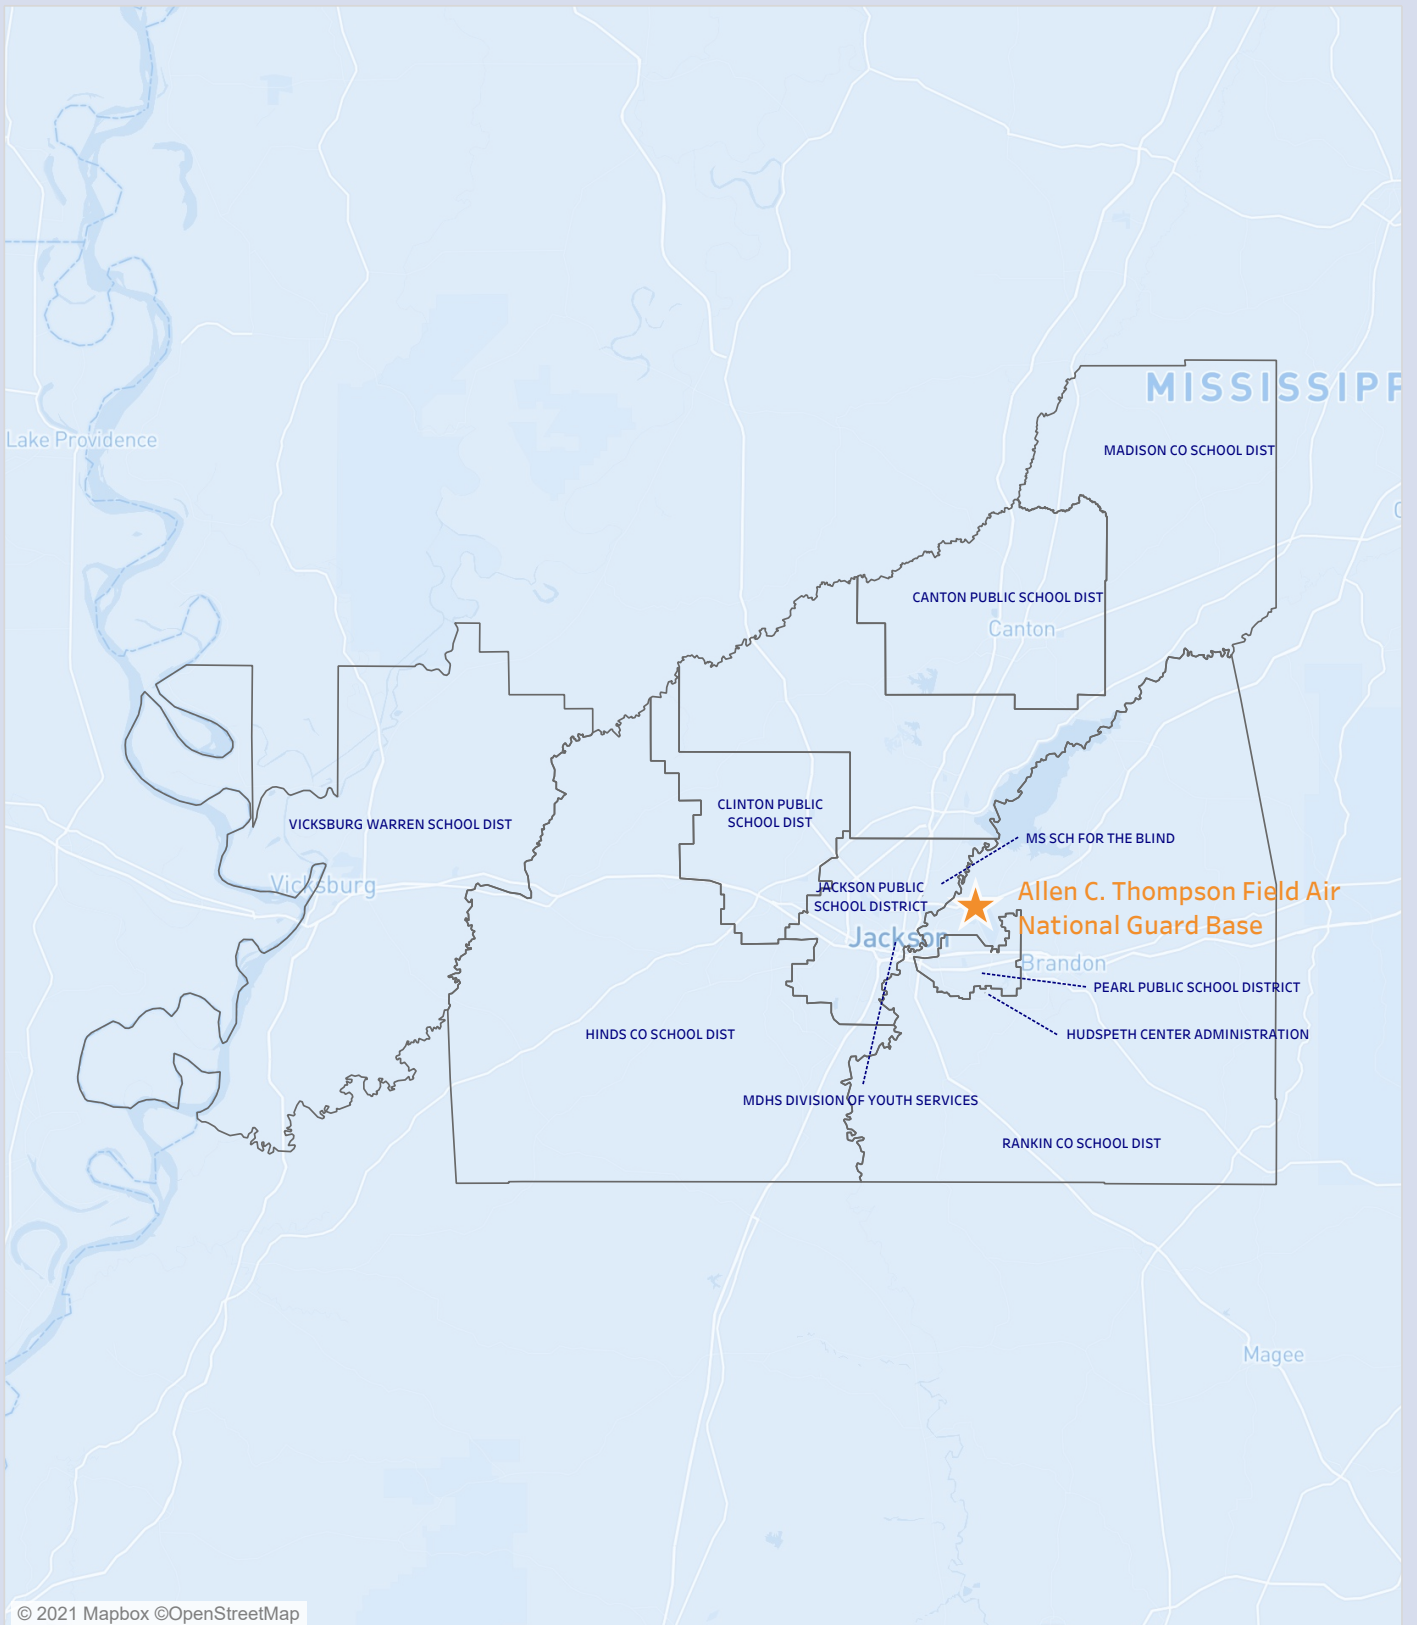 MISSISSIPP
Lake Providence
MADISON CO SCHOOL DIST
CANTON PUBLIC SCHOOL DIST
Canton
CLINTON PUBLIC
SCHOOL DIST
VICKSBURG WARREN SCHOOL DIST
MS SCH FOR THE BLIND
Vicksburg
JACKSON PUBLIC
SCHOOL DISTRICT
Allen C. Thompson Field Air
National Guard Base
Jackson
Brandon
PEARL PUBLIC SCHOOL DISTRICT
HINDS CO SCHOOL DIST
HUDSPETH CENTER ADMINISTRATION
MDHS DIVISION OF YOUTH SERVICES
RANKIN CO SCHOOL DIST
Magee
© 2021 Mapbox ©OpenStreetMap